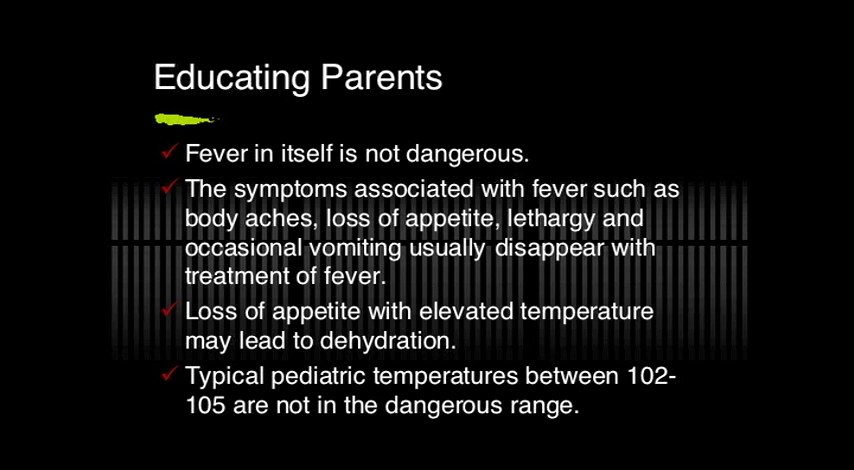 Educating Parents
Fever in itself is not dangerous.
The symptoms associated with fever such as
body aches, loss of appetite, lethargy and
occasional vomiting usually disappear with
treatment of fever.
Loss of appetite with elevated temperature
may lead to dehydration.
Typical pediatric temperatures between 102-
105 are not in the dangerous range.